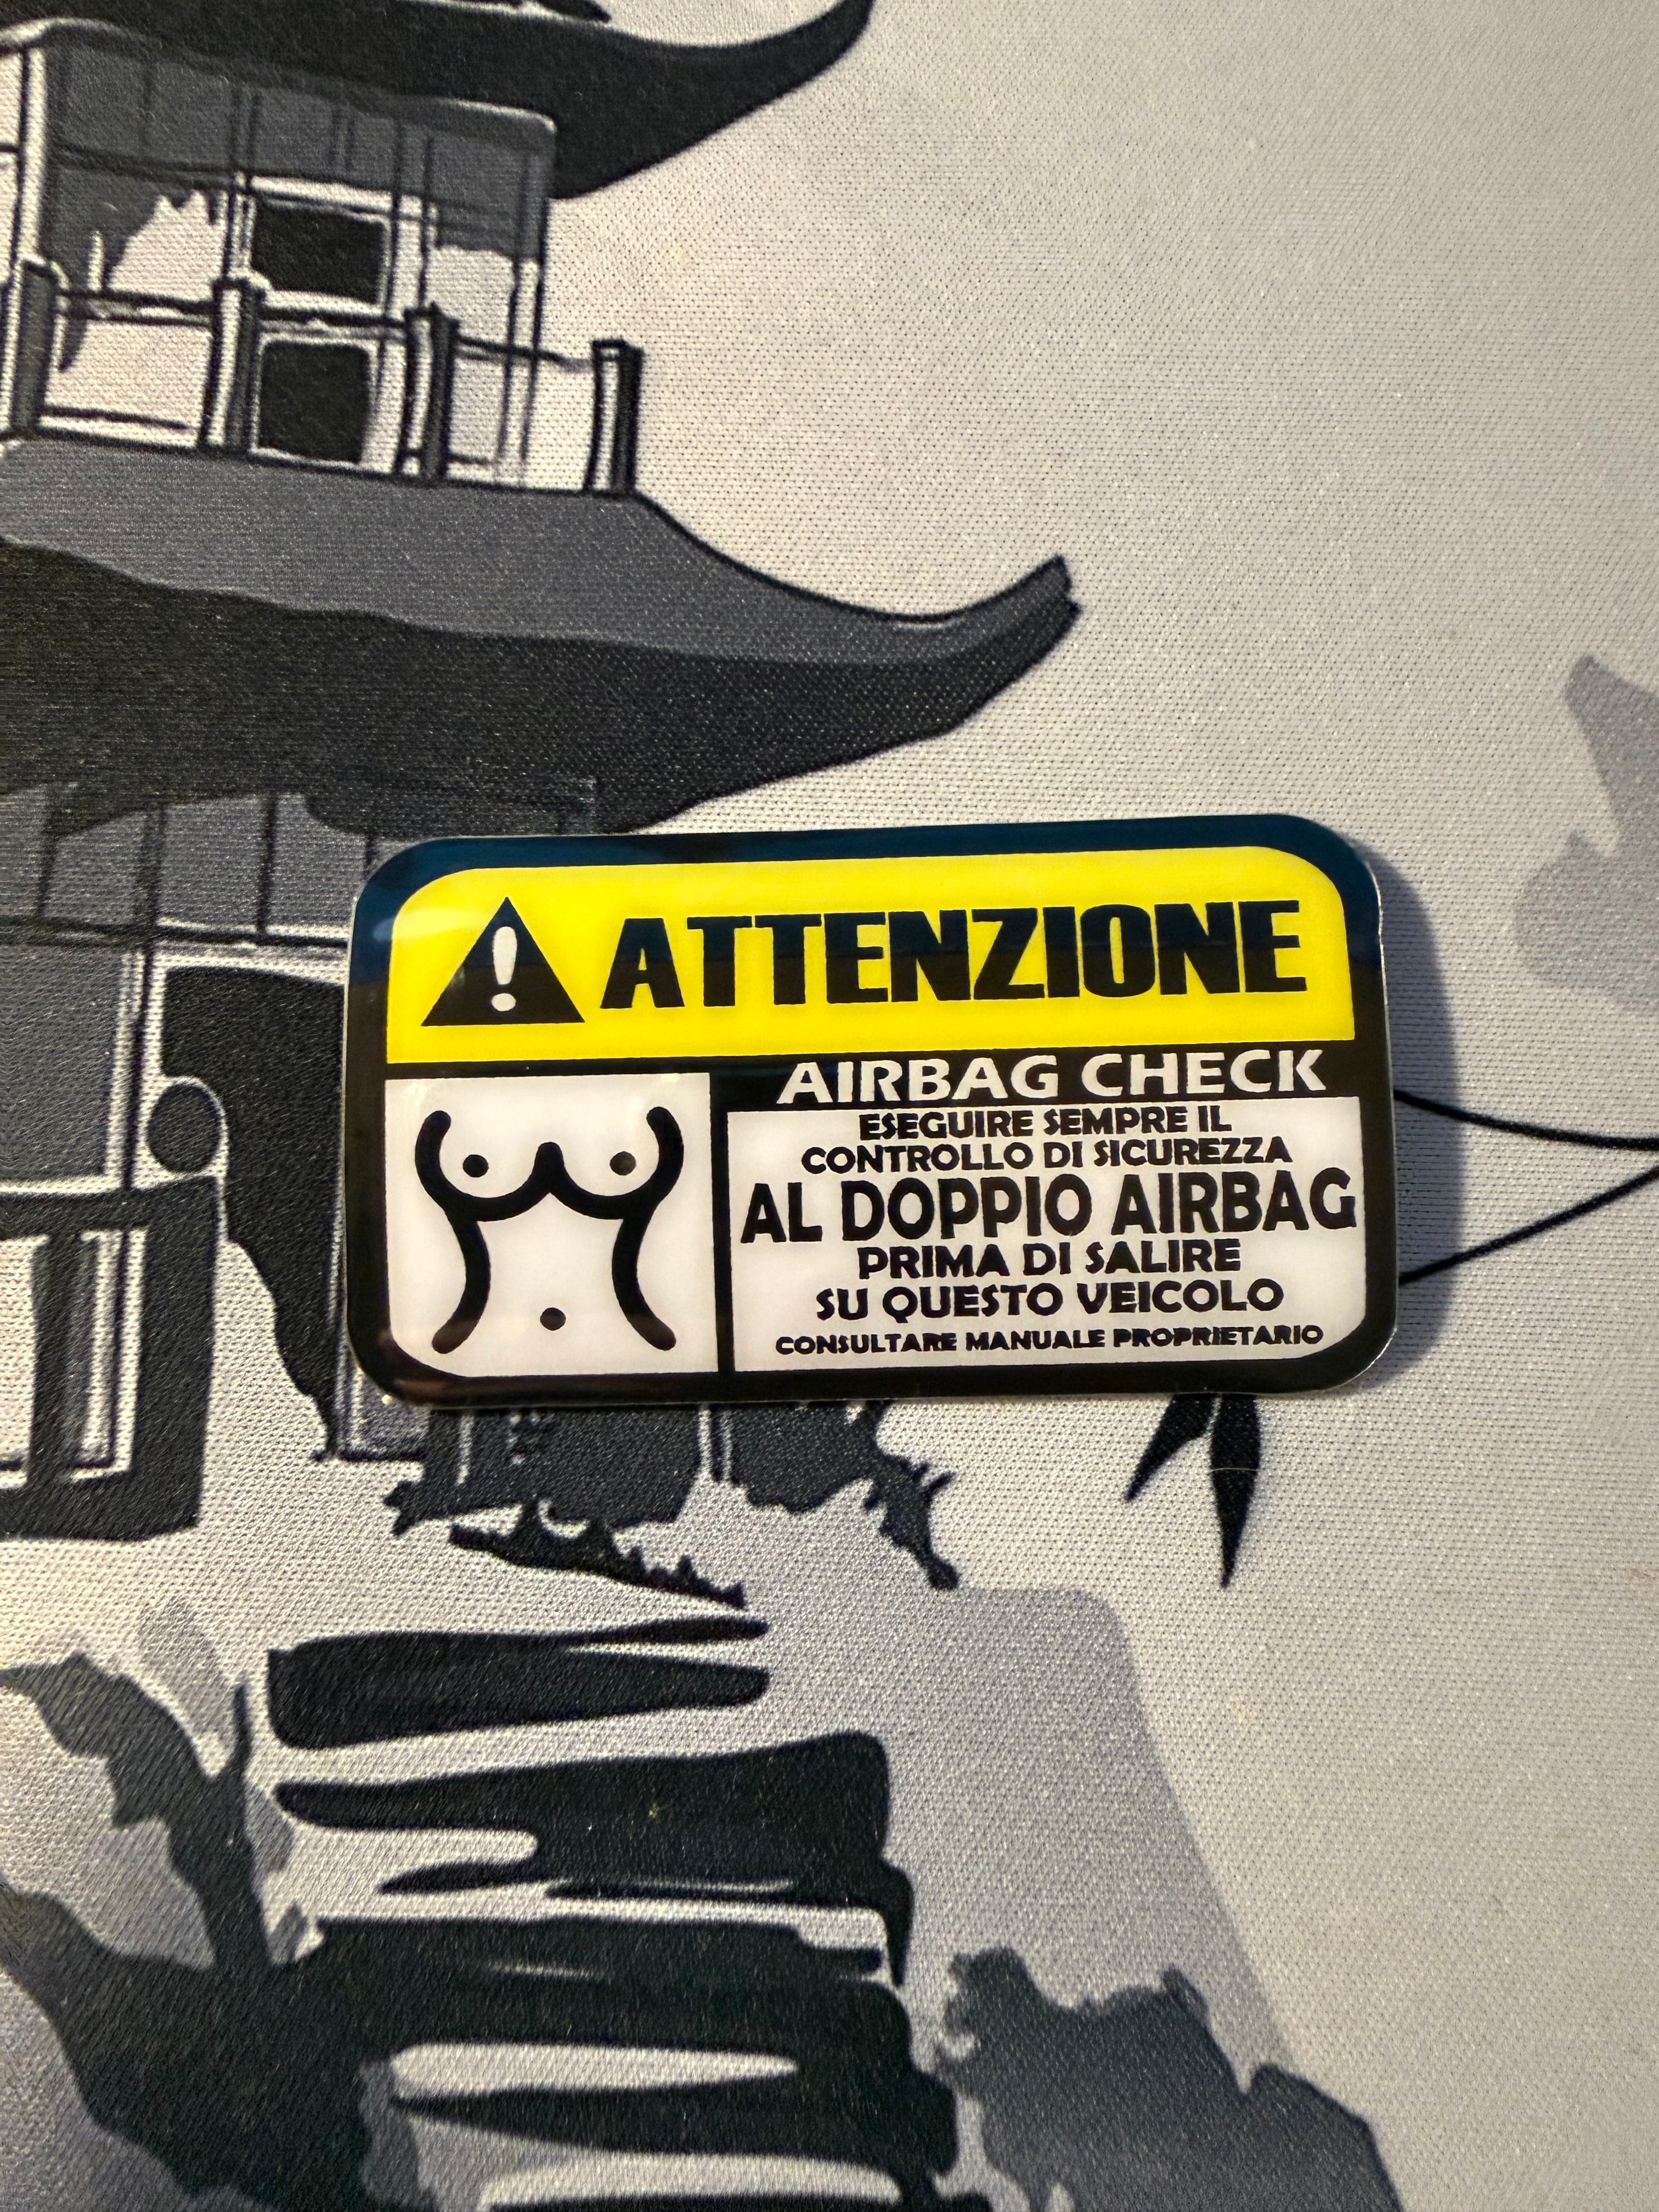 ATTENZIONE
AIRBAG CHECK
ESEGUIRE SEMPRE IL
CONTROLLO DI SICUREZZA
AL DOPPIO AIRBAG
PRIMA DI SALIRE
SU QUESTO VEICOLO
CONSULTARE MANUALE PROPRIETARIO